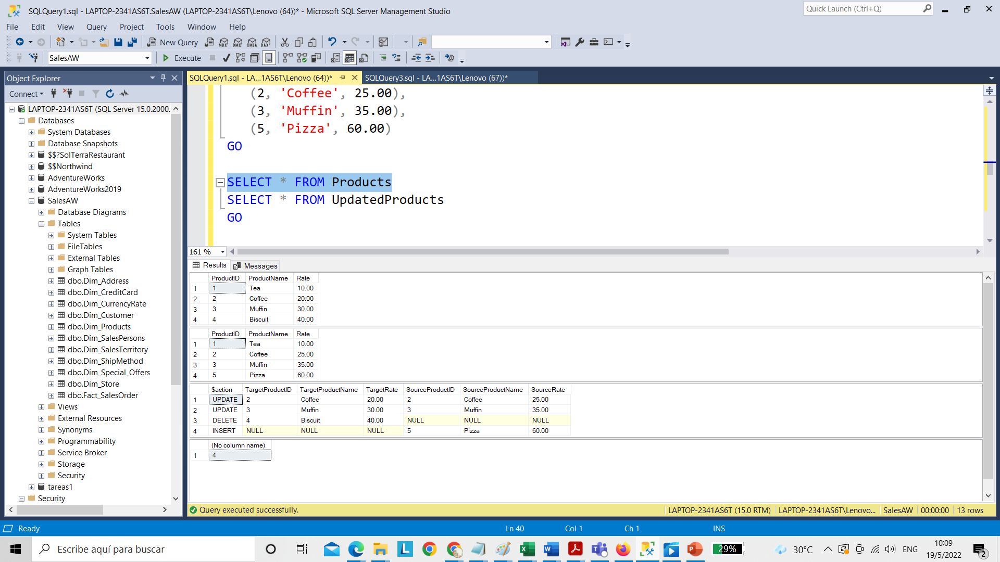 SQLQuery1.sql - LAPTOP-2341AS6T.SalesAW (LAPTOP-2341AS6T\Lenovo (64))* - Microsoft SQL Server Management Studio
Quick Launch (Ctrl+Q)
File Edit View Query Project Tools Window Help
New Query MDX DMX XMLA DAX
SalesAW Execute
Object Explorer
Connect
LAPTOP-2341AS6T (SQL Server 15.0.2000.
Databases
System Databases
Database Snapshots
$$?SolTerraRestaurant
$$Northwind
AdventureWorks
AdventureWorks2019
SalesAW
Database Diagrams
Tables
System Tables
FileTables
External Tables
Graph Tables
dbo.Dim_Address
dbo.Dim_CreditCard
dbo.Dim_CurrencyRate
dbo.Dim_Customer
dbo.Dim_Products
dbo.Dim_SalesPersons
dbo.Dim_SalesTerritory
dbo.Dim_ShipMethod
dbo.Dim_Special_Offers
dbo.Dim_Store
dbo.Fact_SalesOrder
Views
External Resources
Synonyms
Programmability
Service Broker
Storage
Security
tareas1
Security
SQLQuery1.sql - LA...1AS6T\Lenovo (64))* SQLQuery3.sql - LA...1AS6T\Lenovo (67))*
(2, 'Coffee', 25.00),
(3, 'Muffin', 35.00),
(5, 'Pizza', 60.00)
GO
SELECT * FROM Products
SELECT * FROM UpdatedProducts
GO
161 %
Results Messages
ProductID ProductName Rate
1 1 Tea 10.00
2 2 Coffee 20.00
3 3 Muffin 30.00
4 4 Biscuit 40.00
ProductID ProductName Rate
1 1 Tea 10.00
2 2 Coffee 25.00
3 3 Muffin 35.00
4 5 Pizza 60.00
$action TargetProductID TargetProductName TargetRate SourceProductID SourceProductName SourceRate
1 UPDATE 2 Coffee 20.00 2 Coffee 25.00
2 UPDATE 3 Muffin 30.00 3 Muffin 35.00
3 DELETE 4 Biscuit 40.00 NULL NULL NULL
4 INSERT NULL NULL NULL 5 Pizza 60.00
(No column name)
1 4
Query executed successfully. LAPTOP-2341AS6T (15.0 RTM) LAPTOP-2341AS6T\Lenovo... SalesAW 00:00:00 13 rows
Ready Ln 40 Col 1 Ch 1 INS
Escribe aquí para buscar 29% 30°C ENG 10:09
19/5/2022 2